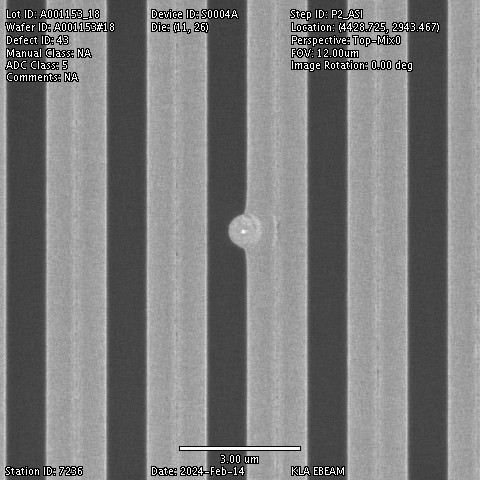 Lot ID: A001153_18
Wafer ID: A001153#18
Defect ID: 43
Manual Class: NA
ADC Class: 5
Comments: NA
Device ID: S0004A
Die: (11, 26)
Step ID: P2_ASI
Location: (4428.725, 2943.467)
Perspective: Top-Mix0
FOV: 12.00um
Image Rotation: 0.00 deg
3.00 um
Station ID: 7236
Date: 2024-Feb-14
KLA EBEAM